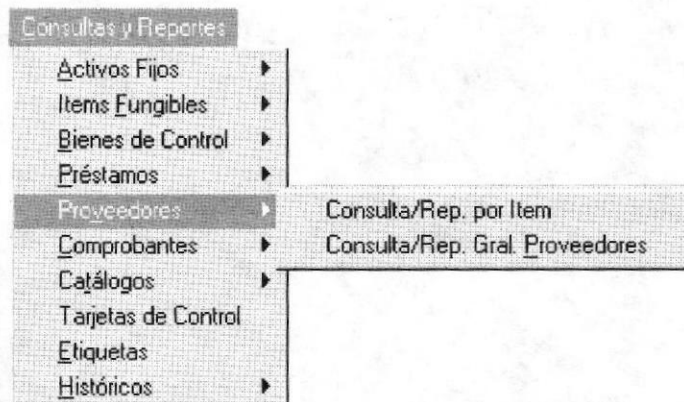 Consultas y Reportes
Activos Fijos
Items Fungibles
Bienes de Control
Préstamos
Proveedores
Consulta/Rep. por Item
Comprobantes
Consulta/Rep. Gral. Proveedores
Catálogos
Tarjetas de Control
Etiquetas
Históricos